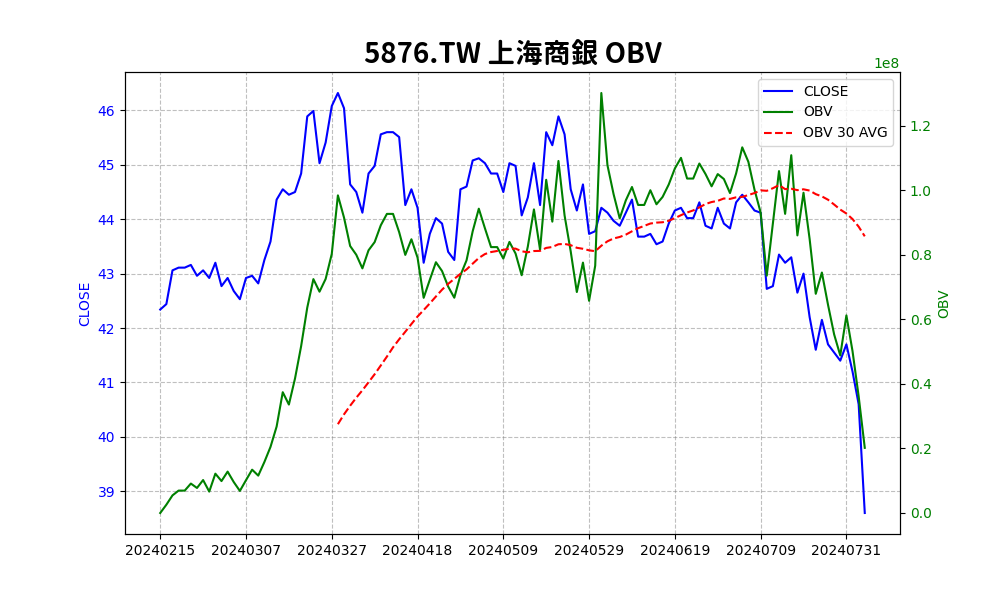 5876.TW 上海商銀 OBV
1e8
CLOSE
OBV
OBV 30 AVG
46
45
44
43
42
41
40
39
CLOSE
1.2
1.0
0.8
0.6
0.4
0.2
0.0
OBV
20240215 20240307 20240327 20240418 20240509 20240529 20240619 20240709 20240731